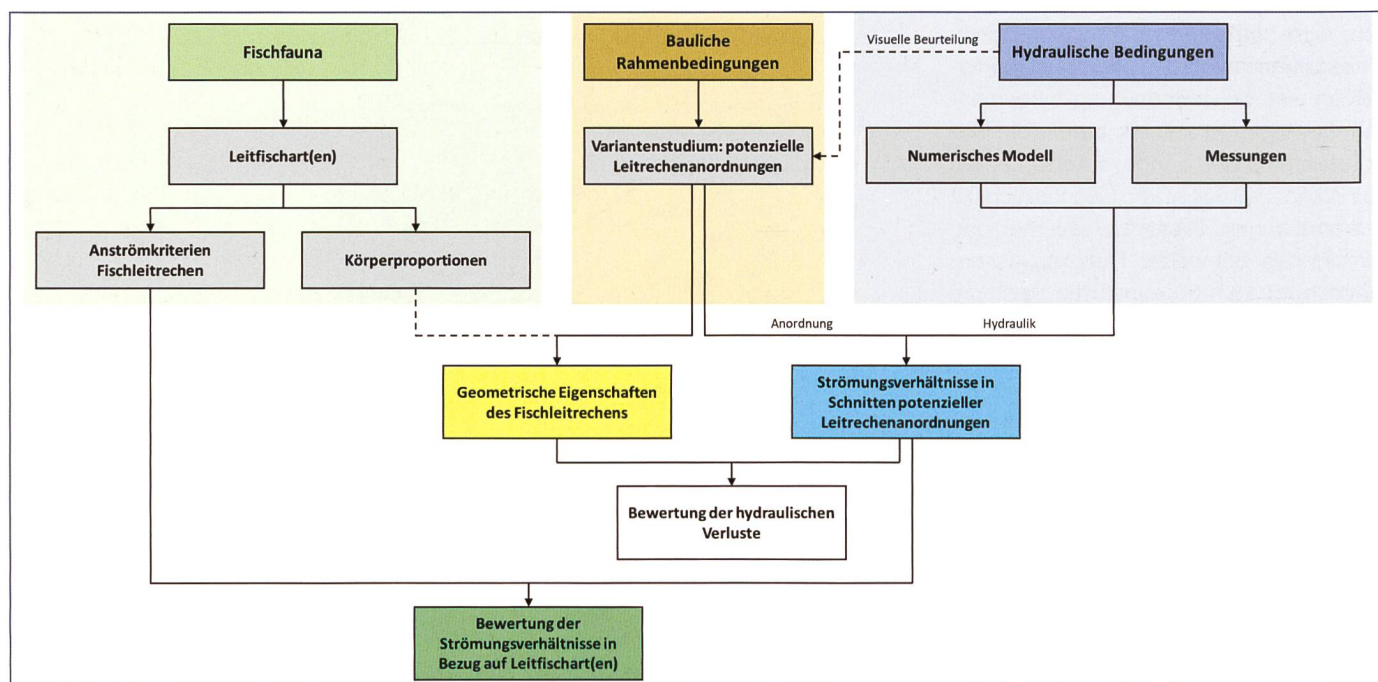 Fischfauna
Bauliche
Rahmenbedingungen
Visuelle Beurteilung
Hydraulische Bedingungen
Leitfischart(en)
Variantenstudium: potenzielle
Leitrechenanordnungen
Numerisches Modell
Messungen
Anströmkriterien
Fischleitrechen
Körperproportionen
Anordnung
Hydraulik
Geometrische Eigenschaften
des Fischleitrechens
Strömungsverhältnisse in
Schnitten potenzieller
Leitrechenanordnungen
Bewertung der hydraulischen
Verluste
Bewertung der
Strömungsverhältnisse in
Bezug auf Leitfischart(en)